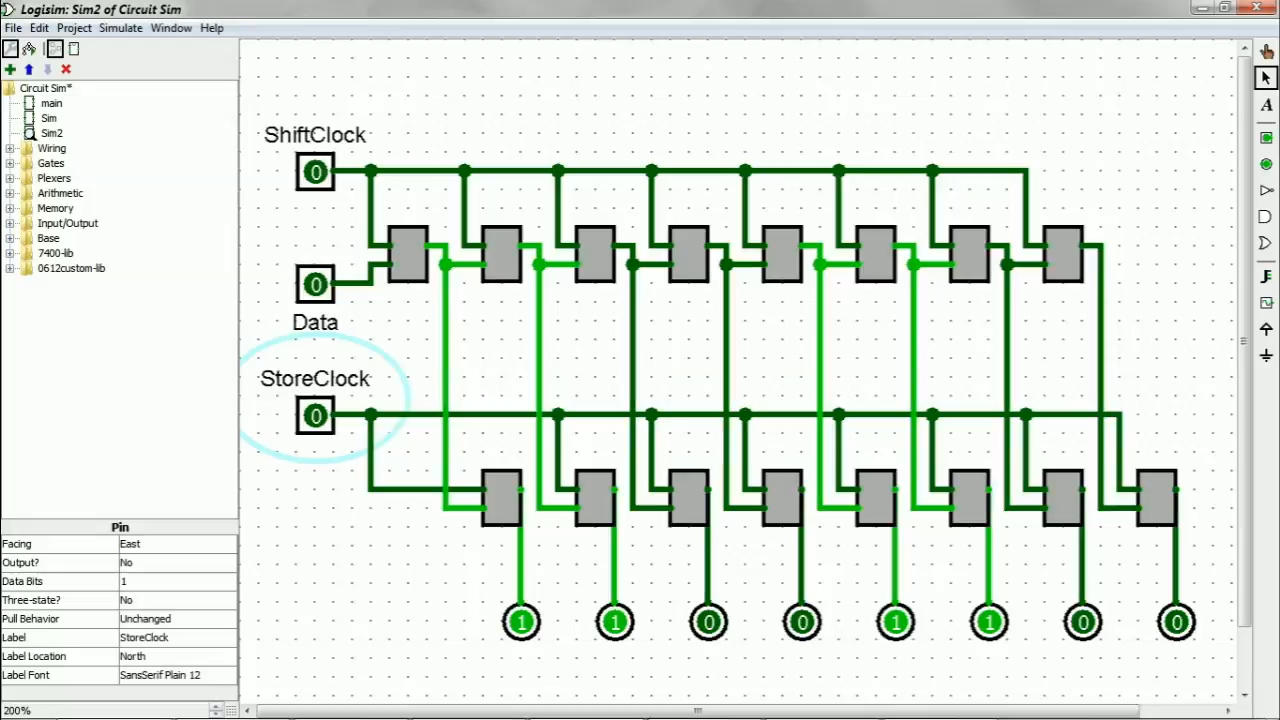 Logisim: Sim2 of Circuit Sim
File Edit Project Simulate Window Help
Circuit Sim*
main
Sim
Sim2
Wiring
Gates
Plexers
Arithmetic
Memory
Input/Output
Base
7400-lib
0612custom-lib
Pin
Facing East
Output? No
Data Bits 1
Three-state? No
Pull Behavior Unchanged
Label StoreClock
Label Location North
Label Font SansSerif Plain 12
200%
ShiftClock
0
0
Data
StoreClock
0
1 1 0 0 1 1 0 0
A